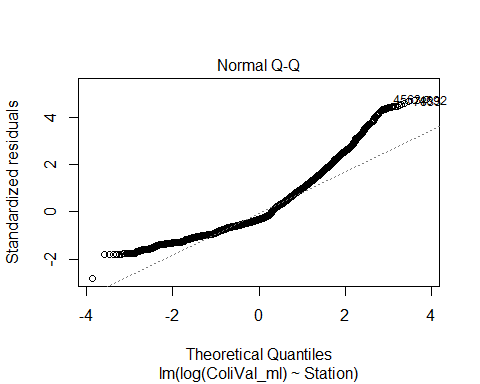 Normal Q-Q
Standardized residuals
4
2
0
-2
-4
-2
0
2
4
Theoretical Quantiles
lm(log(ColiVal_ml) ~ Station)